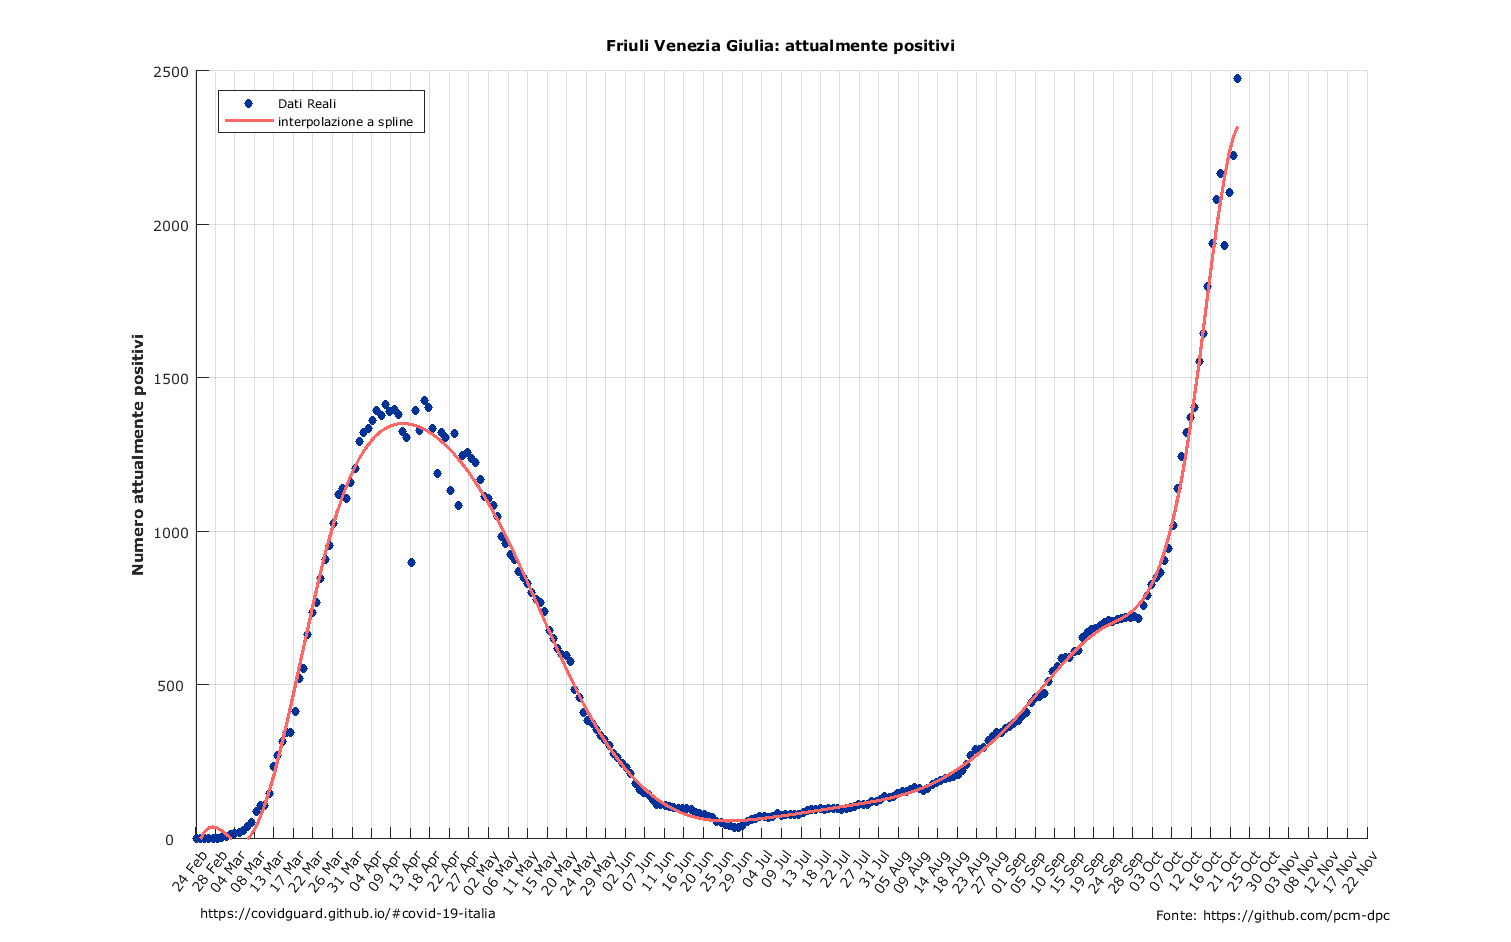 Friuli Venezia Giulia: attualmente positivi
2500
Dati Reali
interpolazione a spline
2000
1500
1000
500
0
Numero attualmente positivi
24 Feb
28 Feb
04 Mar
08 Mar
13 Mar
17 Mar
22 Mar
26 Mar
31 Mar
04 Apr
09 Apr
13 Apr
18 Apr
22 Apr
27 Apr
02 May
06 May
11 May
15 May
20 May
24 May
29 May
02 Jun
07 Jun
11 Jun
16 Jun
20 Jun
25 Jun
29 Jun
04 Jul
09 Jul
13 Jul
18 Jul
22 Jul
27 Jul
31 Jul
05 Aug
09 Aug
14 Aug
18 Aug
23 Aug
27 Aug
01 Sep
05 Sep
10 Sep
15 Sep
19 Sep
24 Sep
28 Sep
03 Oct
07 Oct
12 Oct
16 Oct
21 Oct
25 Oct
30 Oct
03 Nov
08 Nov
12 Nov
17 Nov
22 Nov
https://covidguard.github.io/#covid-19-italia
Fonte: https://github.com/pcm-dpc